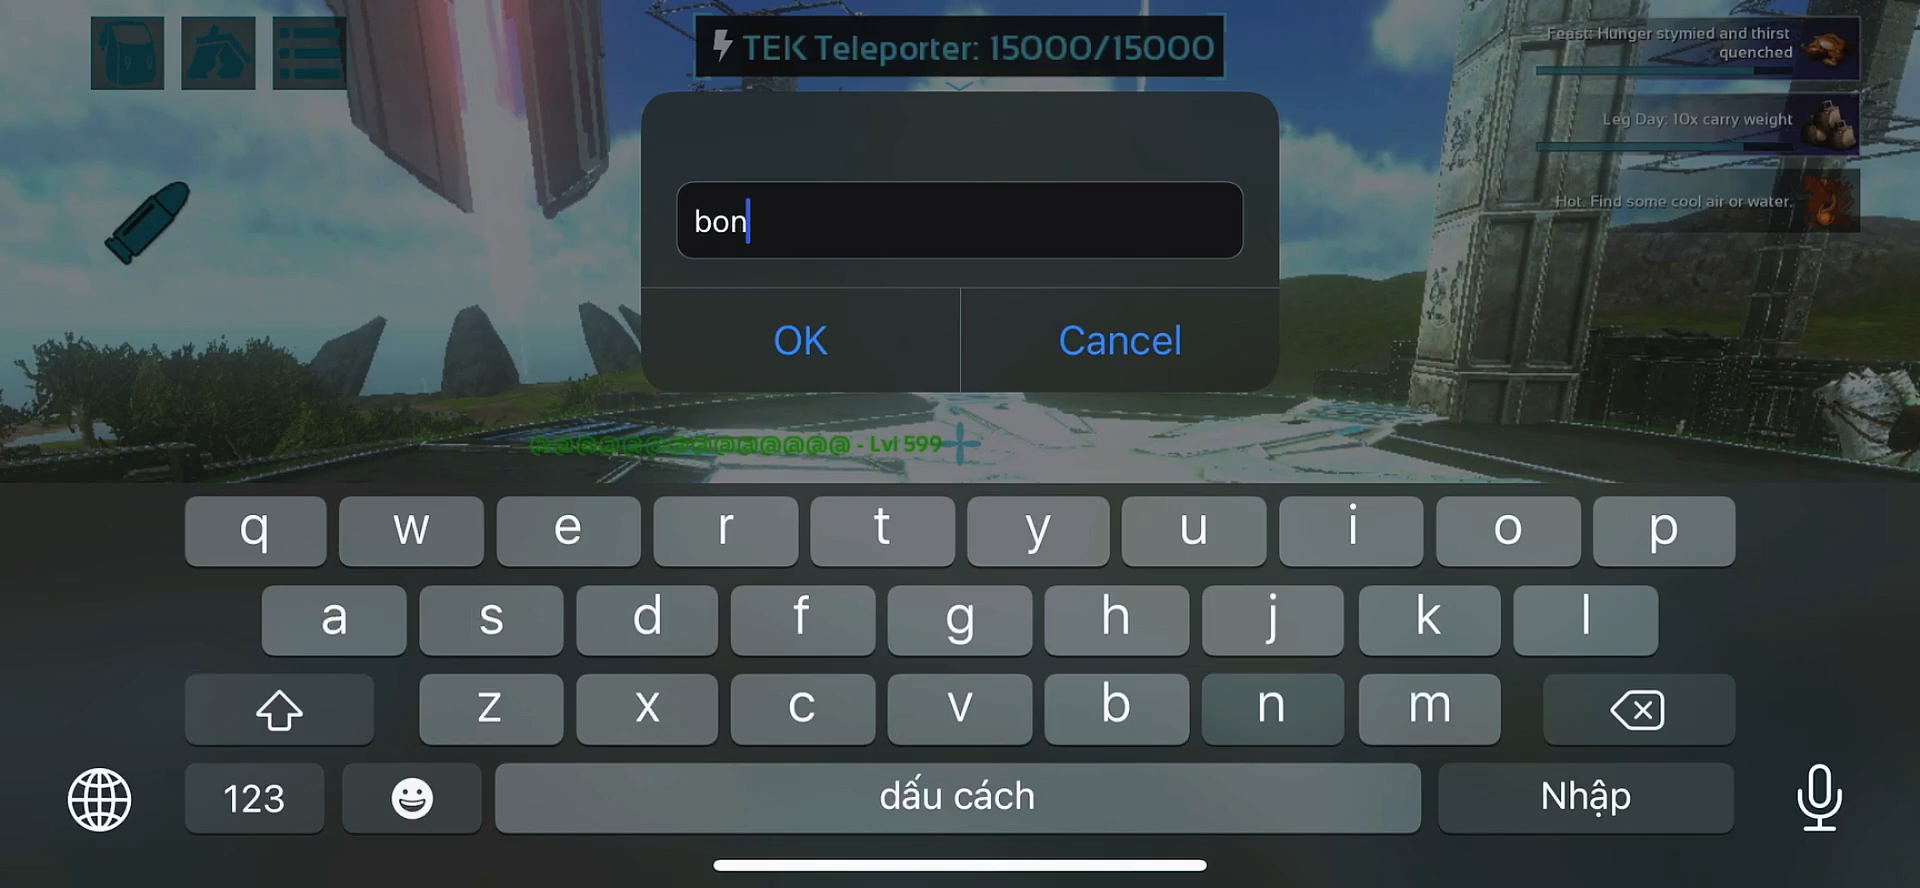 TEK Teleporter: 15000/15000
Feast: Hunger stymied and thirst
quenched
Leg Day: 10x carry weight
Hot. Find some cool air or water.
bon
OK
Cancel
@@@@@@@@@@@@@@ - Lvl 599
q w e r t y u i o p
a s d f g h j k l
z x c v b n m
123
dấu cách
Nhập